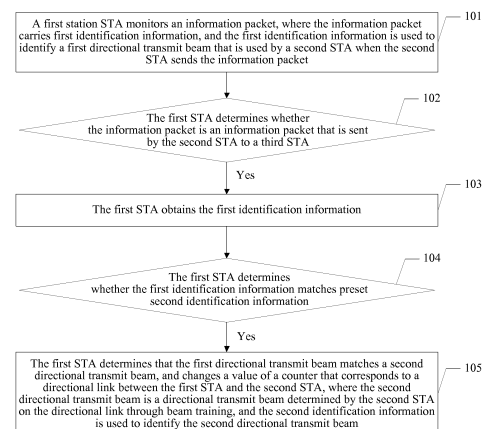 A first station STA monitors an information packet, where the information packet
carries first identification information, and the first identification information is used to
identify a first directional transmit beam that is used by a second STA when the second
STA sends the information packet
101
102
The first STA determines whether
the information packet is an information packet that is sent
by the second STA to a third STA
Yes
103
The first STA obtains the first identification information
104
The first STA determines
whether the first identification information matches preset
second identification information
Yes
The first STA determines that the first directional transmit beam matches a second
directional transmit beam, and changes a value of a counter that corresponds to a
directional link between the first STA and the second STA, where the second
directional transmit beam is a directional transmit beam determined by the second STA
on the directional link through beam training, and the second identification information
is used to identify the second directional transmit beam
105